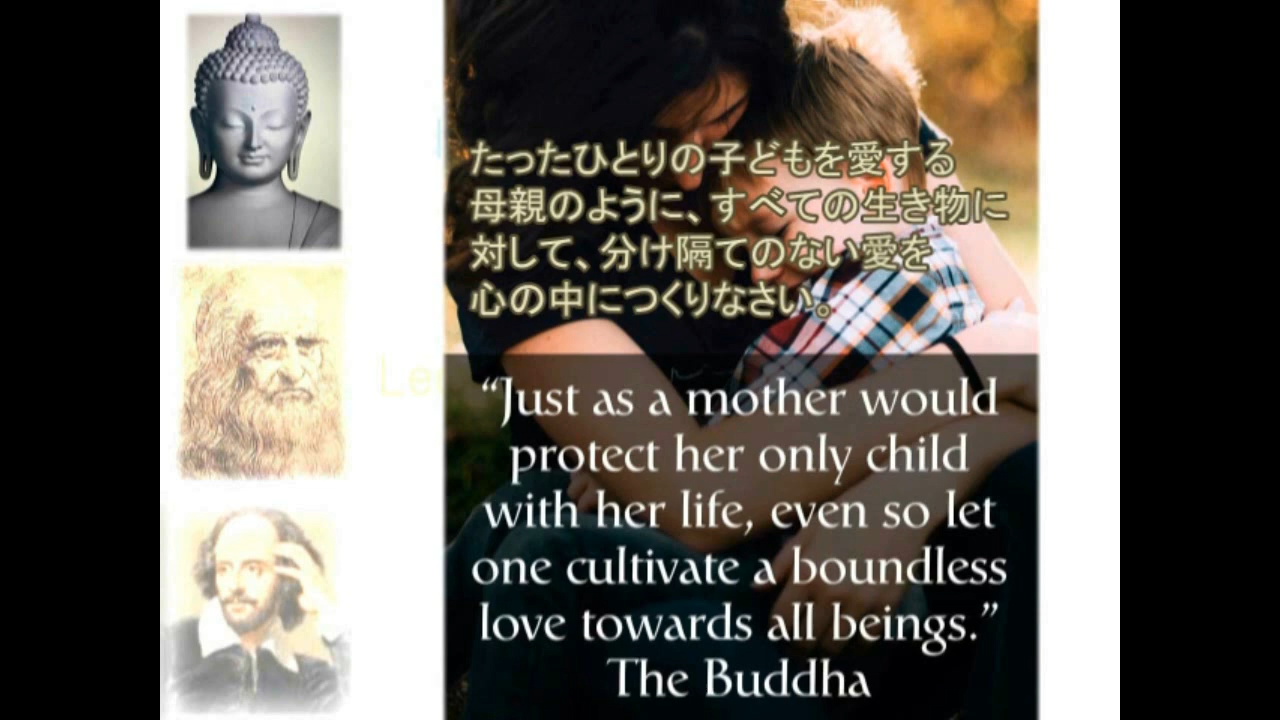 たったひとりの子どもを愛する
母親のように、すべての生き物に
対して、分け隔てのない愛を
心の中につくりなさい。
“Just as a mother would
protect her only child
with her life, even so let
one cultivate a boundless
love towards all beings.”
The Buddha